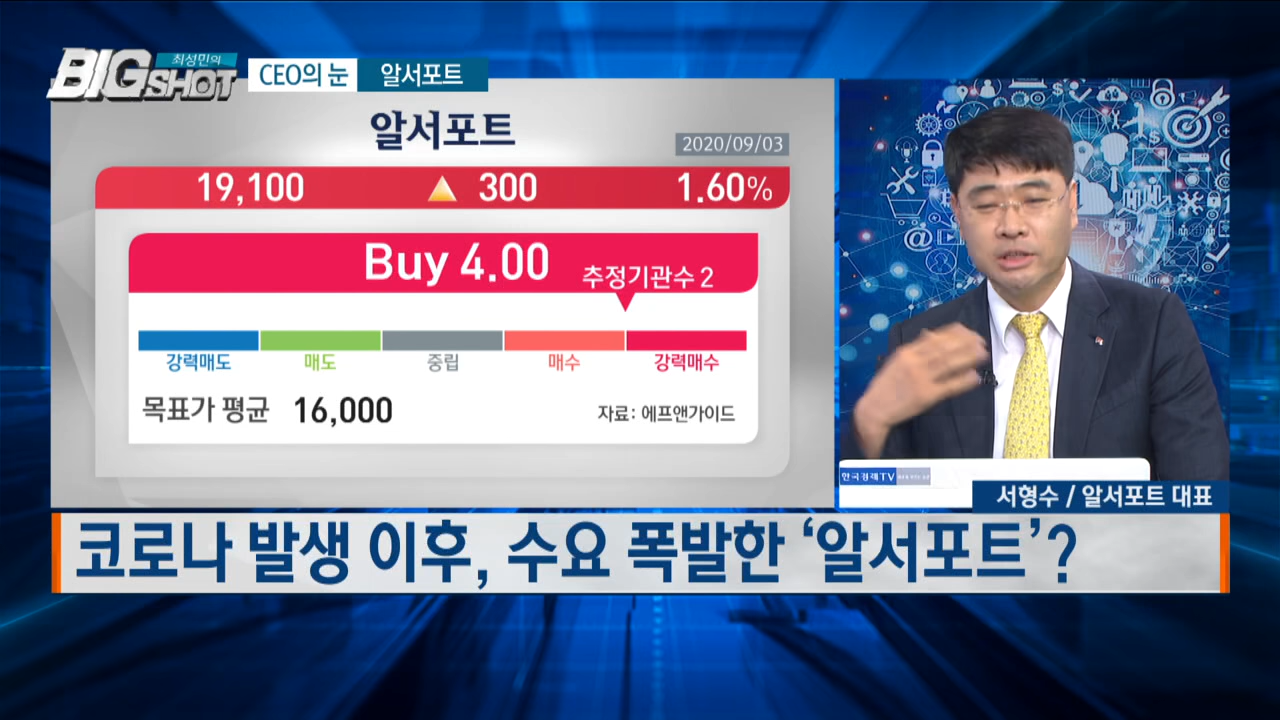 최성민의
BIGSHOT
CEO의 눈
알서포트
알서포트
2020/09/03
19,100 ▲ 300 1.60%
Buy 4.00
추정기관수 2
강력매도 매도 중립 매수 강력매수
목표가 평균 16,000
자료: 에프앤가이드
@
$
$
한국경제TV
서형수 / 알서포트 대표
코로나 발생 이후, 수요 폭발한 ‘알서포트’?